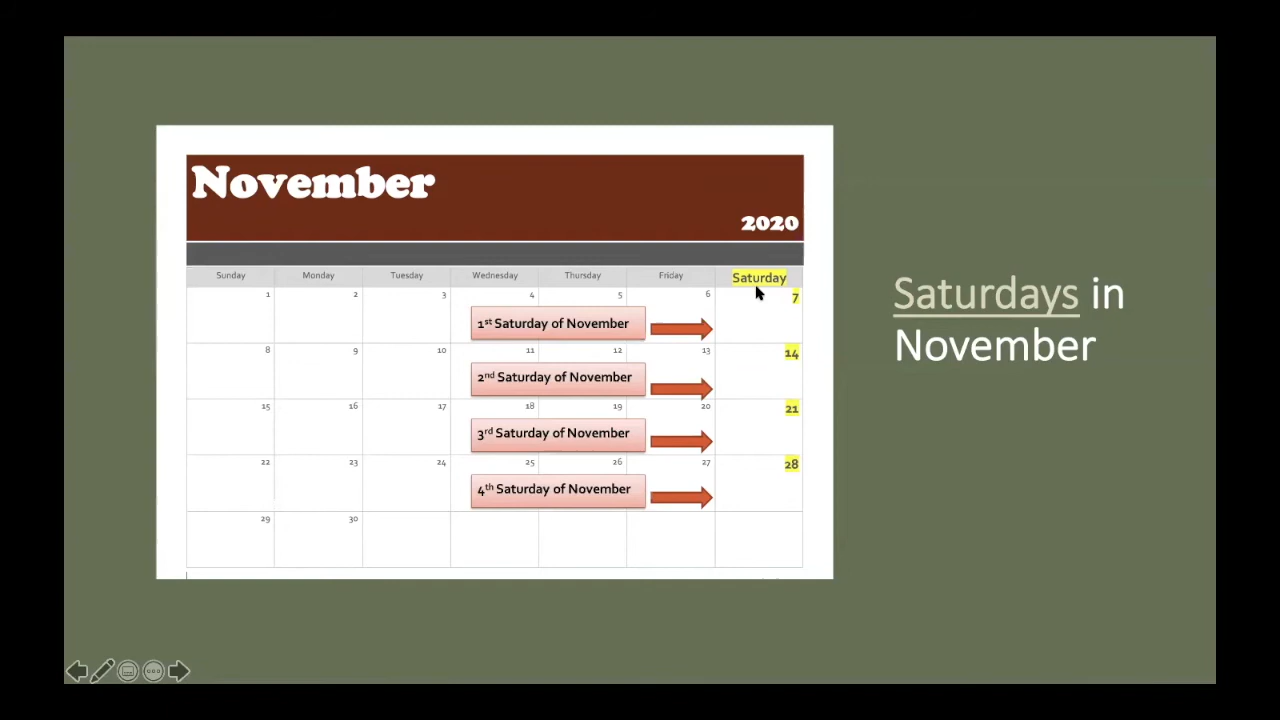 November
2020
Sunday Monday Tuesday Wednesday Thursday Friday Saturday
1 2 3 4 5 6 7
1st Saturday of November
8 9 10 11 12 13 14
2nd Saturday of November
15 16 17 18 19 20 21
3rd Saturday of November
22 23 24 25 26 27 28
4th Saturday of November
29 30
Saturdays in
November